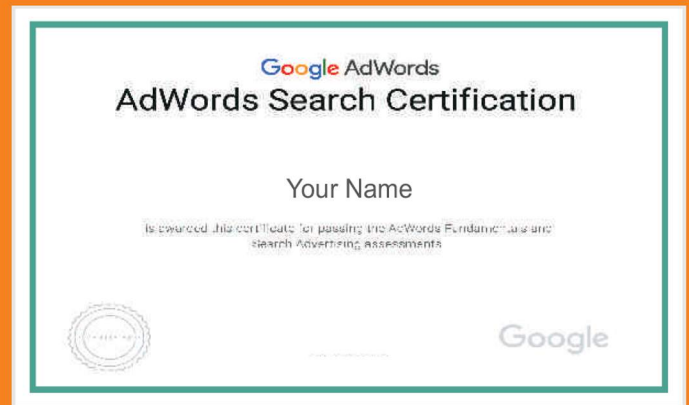 Google AdWords
AdWords Search Certification
Your Name
is awarded this certificate for passing the AdWords Fundamentals and
Search Advertising assessments
Google